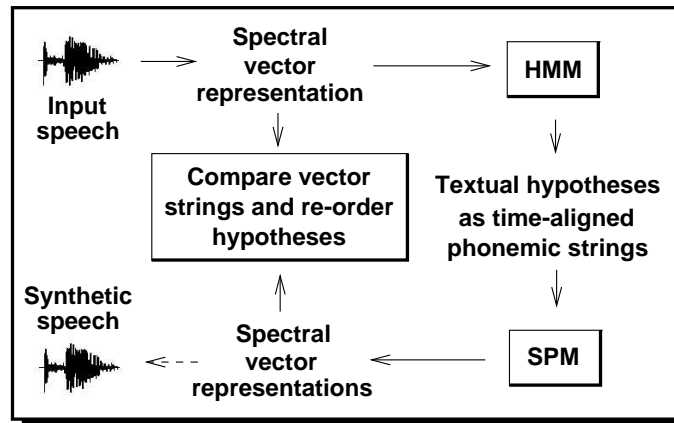 Input
speech
Spectral
vector
representation
HMM
Compare vector
strings and re-order
hypotheses
Textual hypotheses
as time-aligned
phonemic strings
Synthetic
speech
Spectral
vector
representations
SPM